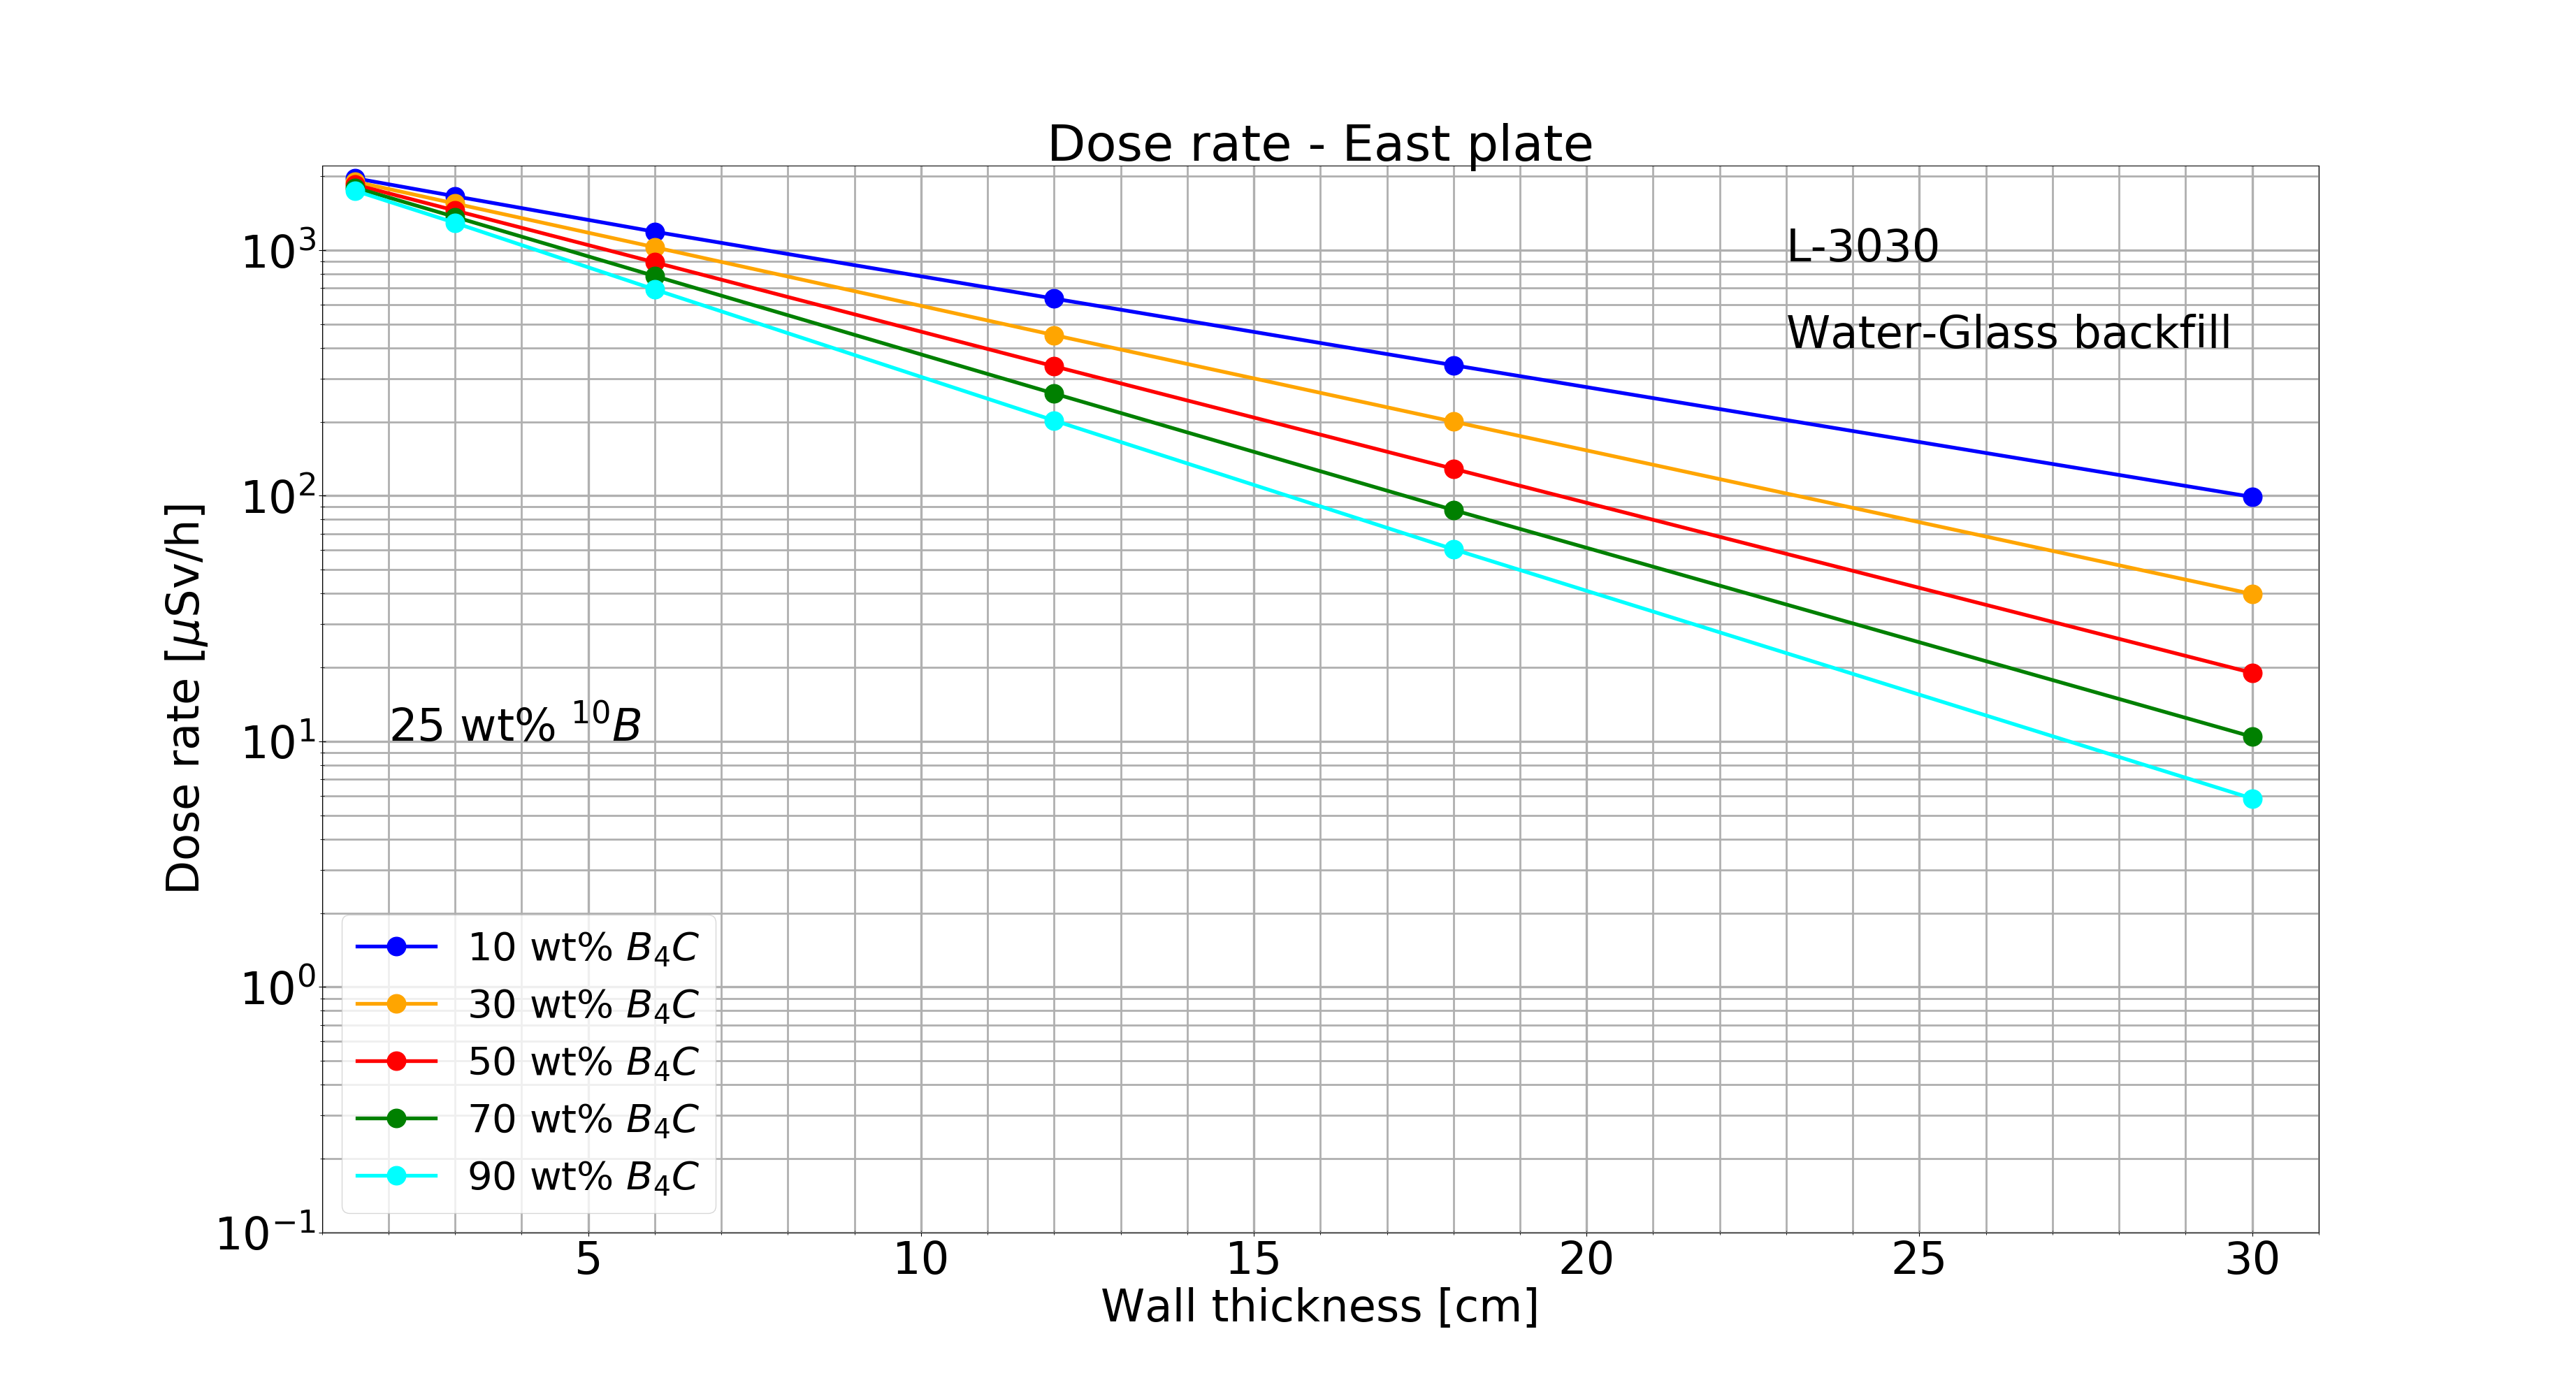 Dose rate - East plate
L-3030
Water-Glass backfill
25 wt% ¹⁰B
Dose rate [μSv/h]
10³
10²
10¹
10⁰
10⁻¹
10 wt% B₄C
30 wt% B₄C
50 wt% B₄C
70 wt% B₄C
90 wt% B₄C
5 10 15 20 25 30
Wall thickness [cm]